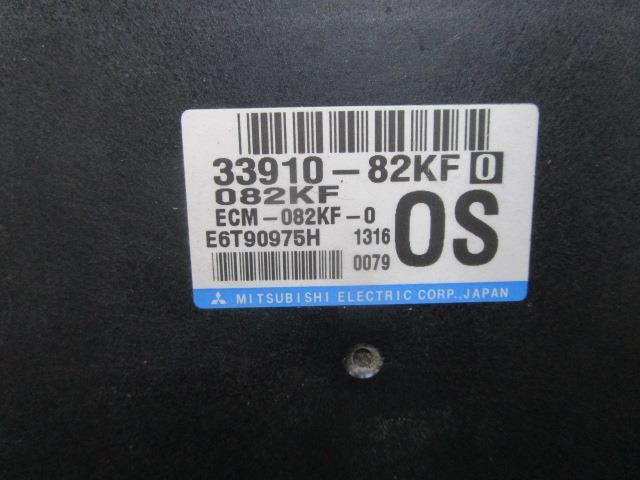 33910-82KF 0
082KF
ECM-082KF-0
E6T90975H 1316
0079
OS
MITSUBISHI ELECTRIC CORP.,JAPAN